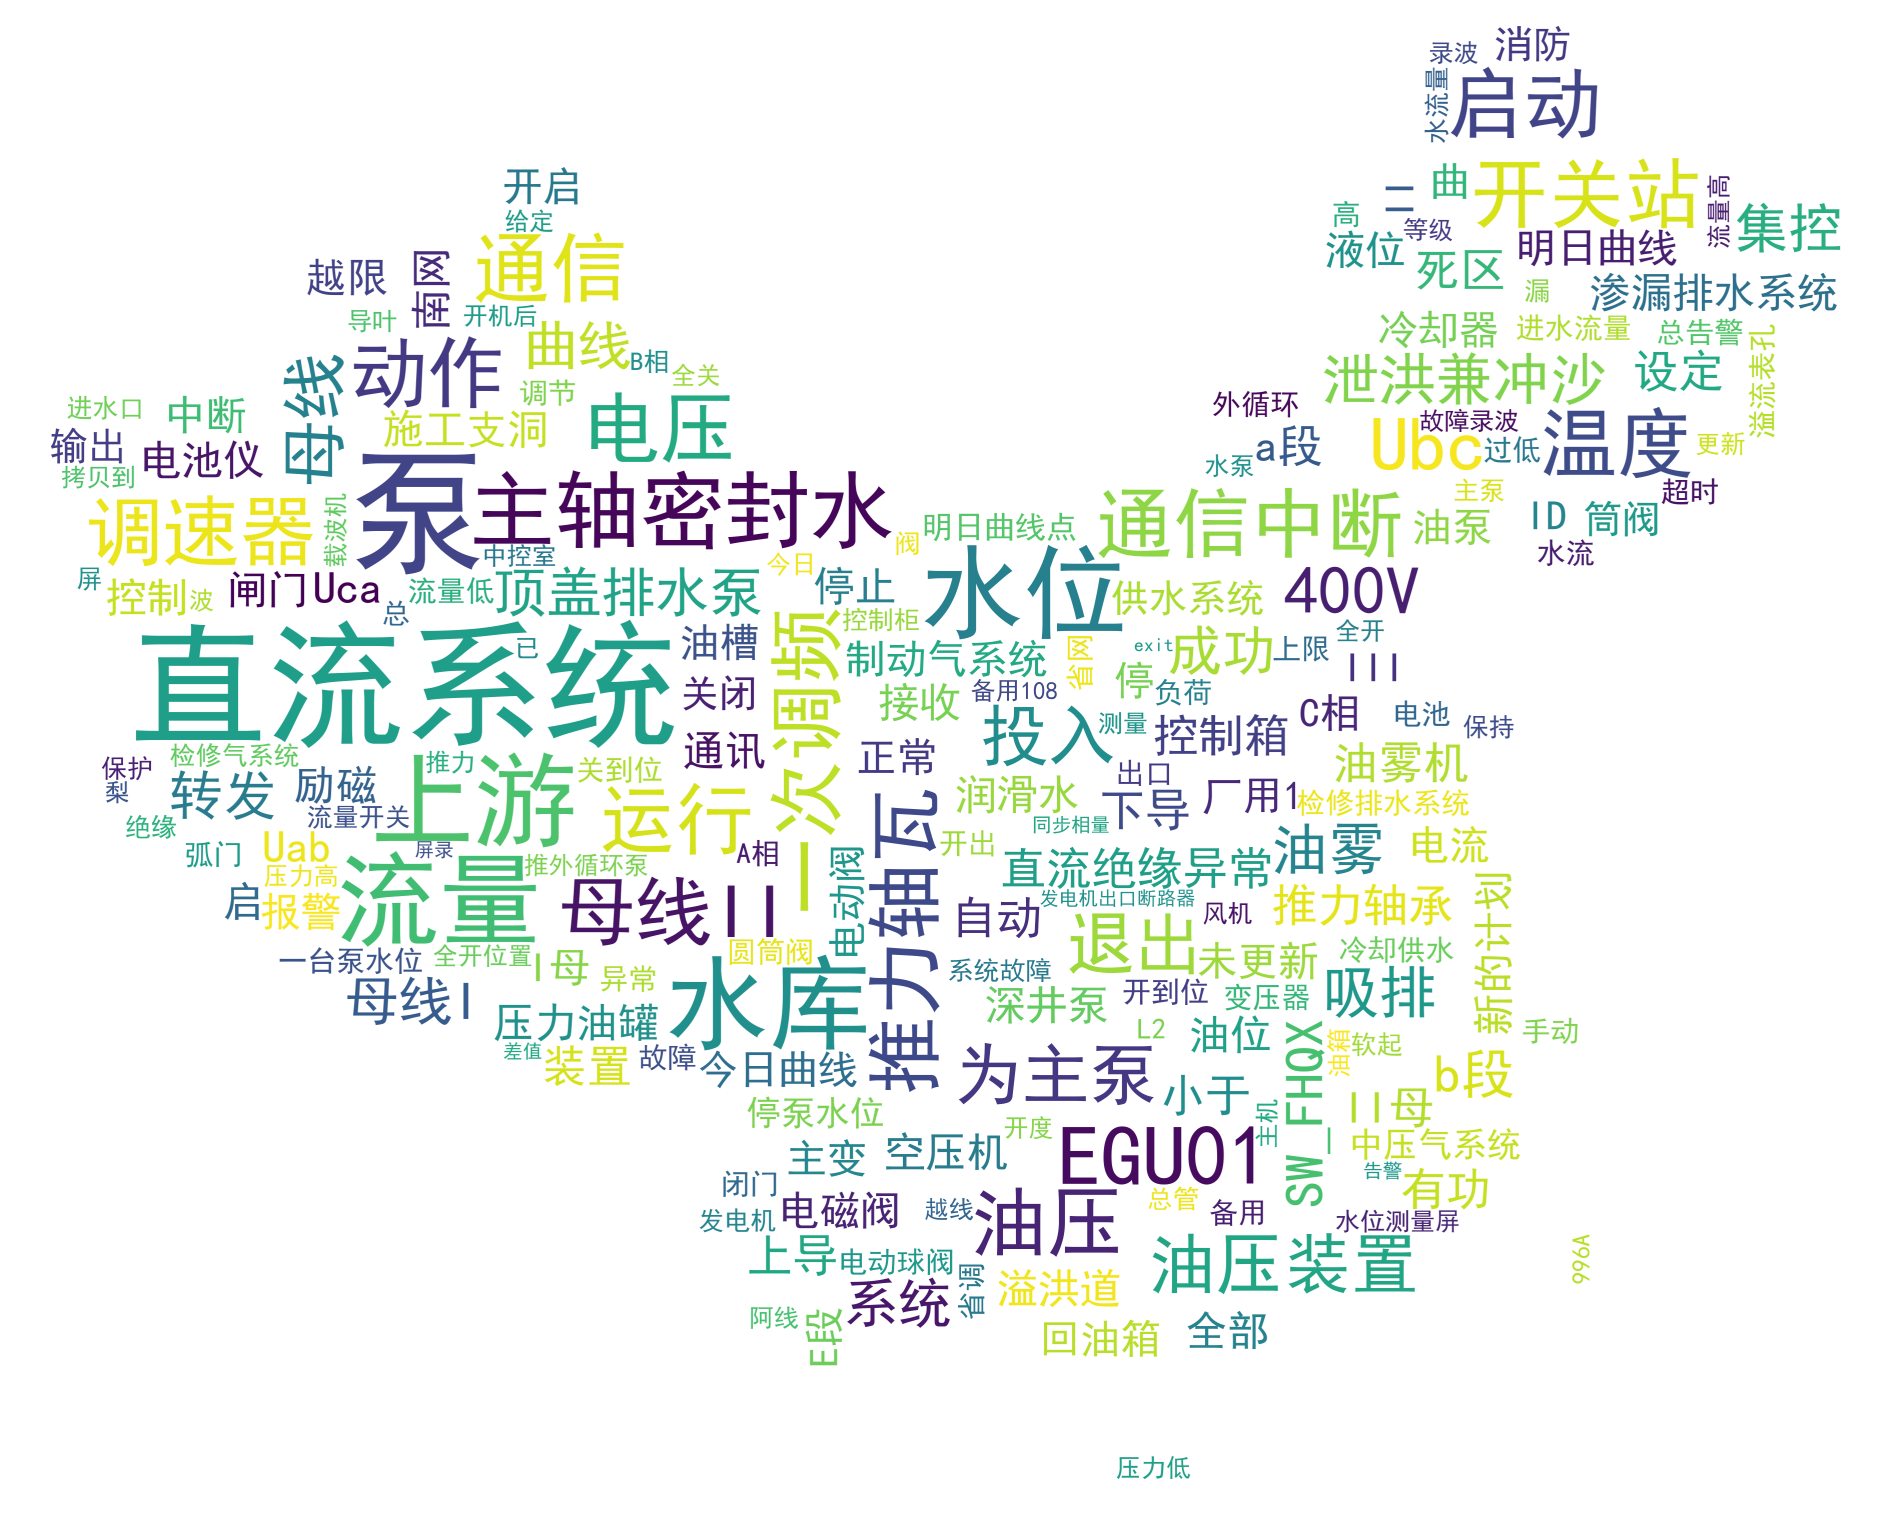 录波
消防
水流量
启动
开启
给定
通信
二
曲
开关站
流量高
集控
高
等级
液位
死区
明日曲线
漏
渗漏排水系统
越限
南网
开机后
导叶
动作
曲线
B相
全关
调节
母线
施工支洞
电压
冷却器
进水流量
总告警
溢流表孔
泄洪兼冲沙
设定
进水口
中断
输出
电池仪
拷贝到
外循环
故障录波
a段
Ubc
过低
温度
更新
水泵
主泵
超时
调速器
载波机
泵
主轴密封水
中控室
阀
明日曲线点
通信中断
油泵
ID
筒阀
水流
屏
控制
波
闸门
Uca
总
流量低
顶盖排水泵
今日
停止
水位
供水系统
400V
直流系统
已
油槽
一次调频
控制柜
制动气系统
省网
exit
成功
上限
全开
III
关闭
接收
备用108
停
负荷
投入
测量
控制箱
C相
电池
保持
检修气系统
保护
梨
转发
励磁
流量开关
推力
上游
关到位
通讯
运行
正常
出口
油雾机
润滑水
下导
厂用1
检修排水系统
绝缘
弧门
Uab
压力高
屏录
推外循环泵
A相
电动阀
推力轴瓦
开出
同步相量
直流绝缘异常
油雾
电流
启
报警
流量
母线II
发电机出口断路器
自动
风机
推力轴承
新的计划
一台泵水位
全开位置
I母
异常
圆筒阀
系统故障
退出
未更新
冷却供水
母线I
压力油罐
水库
深井泵
开到位
变压器
吸排
差值
装置
故障
今日曲线
L2
油位
SW_FHQX
油箱
软起
手动
为主泵
小于
b段
停泵水位
开度
主机
II母
主变
空压机
EGU01
中压气系统
告警
有功
闭门
发电机
电磁阀
越线
油压
总管
备用
水位测量屏
上导
电动球阀
省调
溢洪道
油压装置
996A
阿线
E段
系统
回油箱
全部
压力低